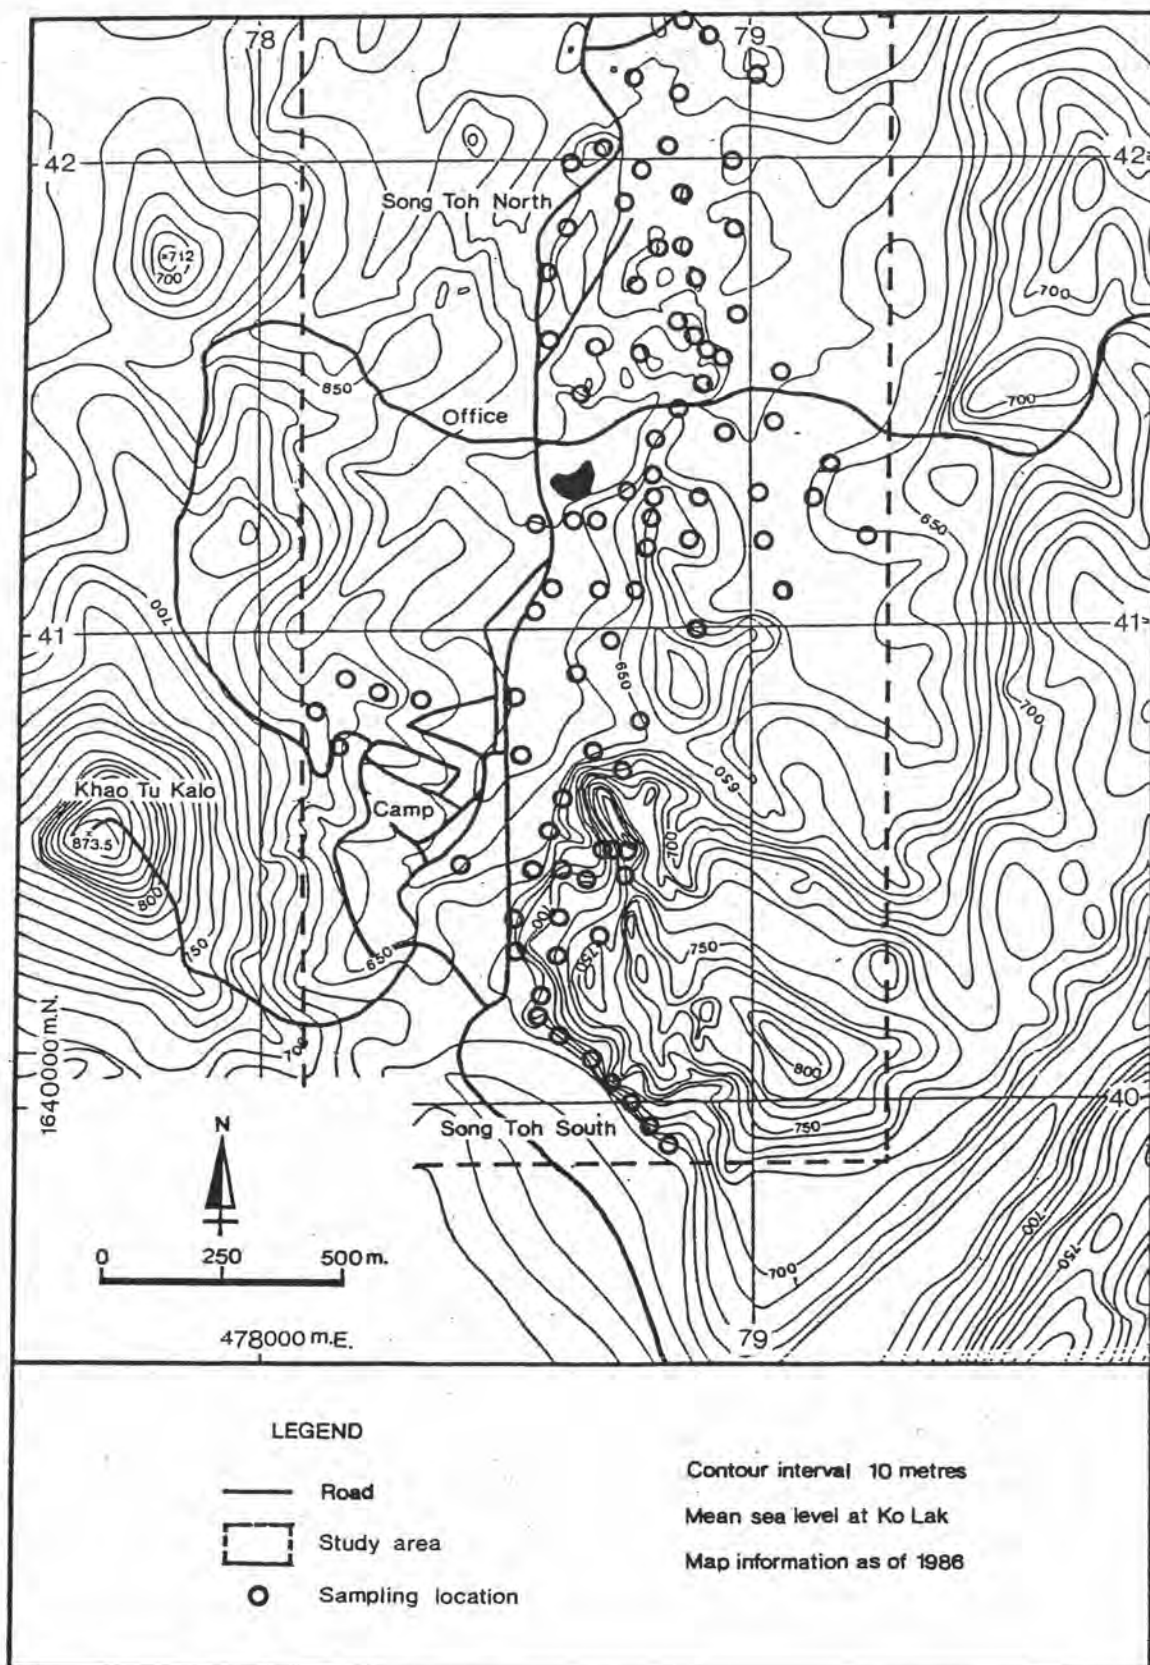 78
79
42
42
Song Toh North
×712
700
700
650
Office
700
650
700
41
41
650
700
650
Khao Tu Kalo
873.5
Camp
700
800
700
750
650
750
750
700
800
1640000 m.N.
40
750
Song Toh South
N
0 250 500 m.
700
700
750
478000 m.E.
79
LEGEND
Road
Study area
Sampling location
Contour interval 10 metres
Mean sea level at Ko Lak
Map information as of 1986